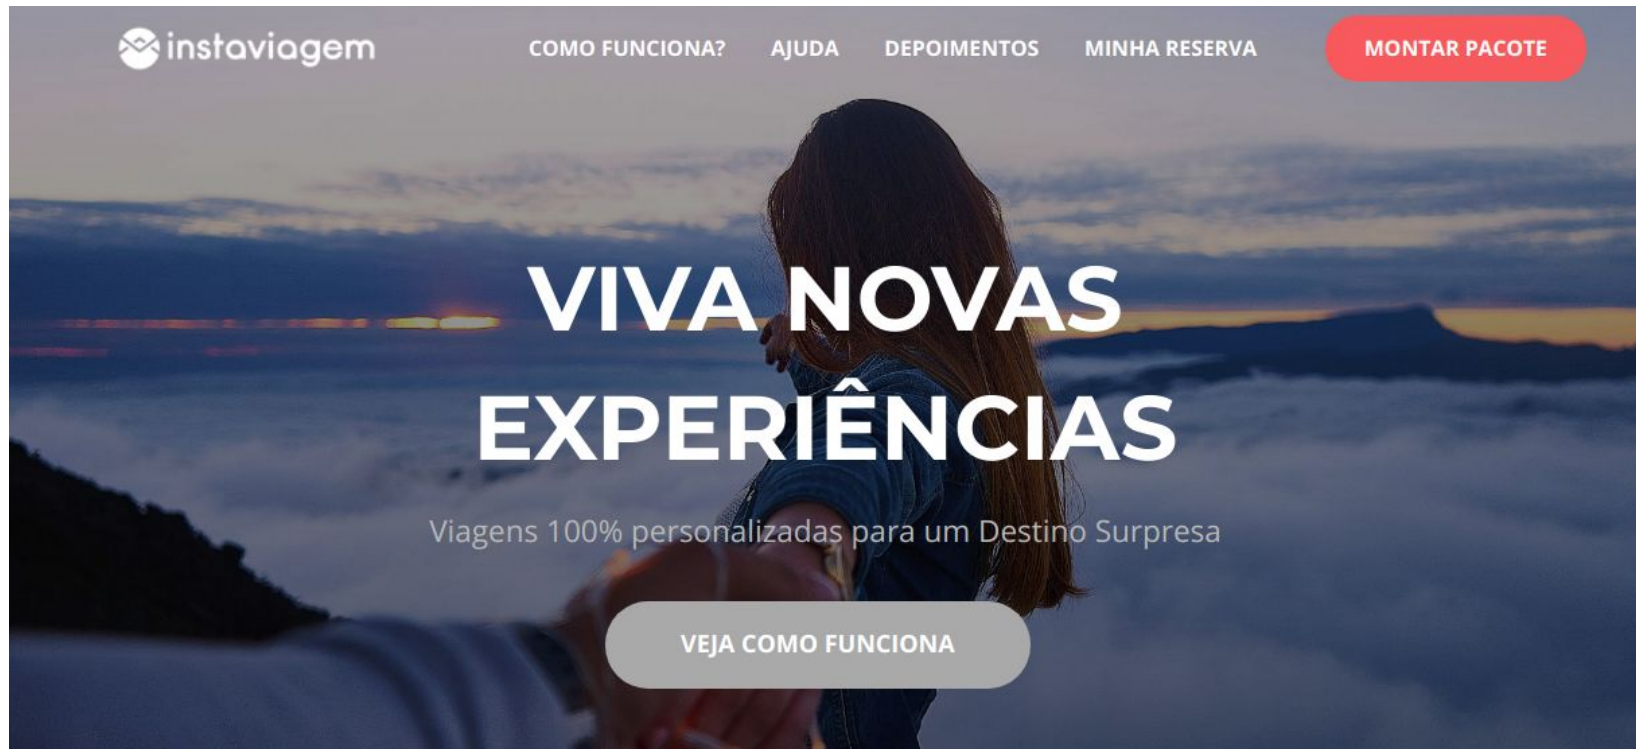 instaviagem
COMO FUNCIONA? AJUDA DEPOIMENTOS MINHA RESERVA MONTAR PACOTE
VIVA NOVAS
EXPERIÊNCIAS
Viagens 100% personalizadas para um Destino Surpresa
VEJA COMO FUNCIONA